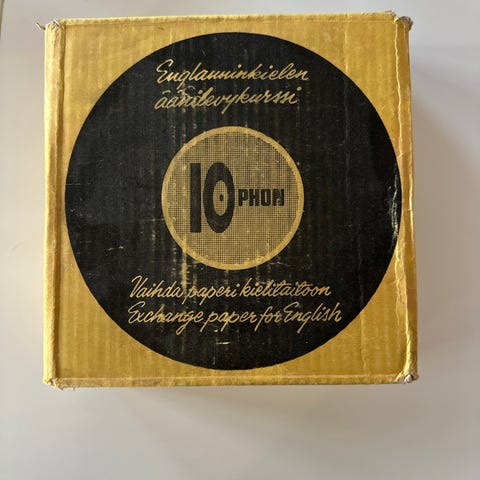 Englanninkielen
äänilevykurssi
10 PHON
Vaihda paperi kielitaitoon
Exchange paper for English